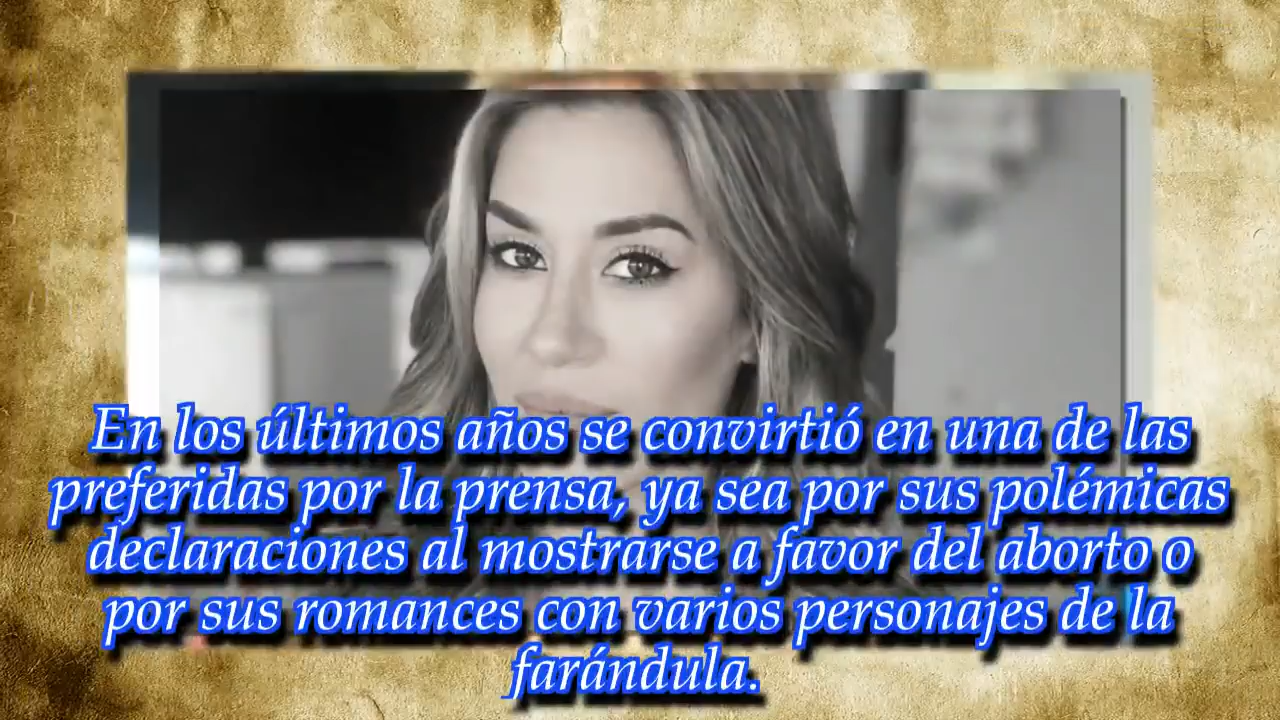 En los últimos años se convirtió en una de las
preferidas por la prensa, ya sea por sus polémicas
declaraciones al mostrarse a favor del aborto o
por sus romances con varios personajes de la
farándula.